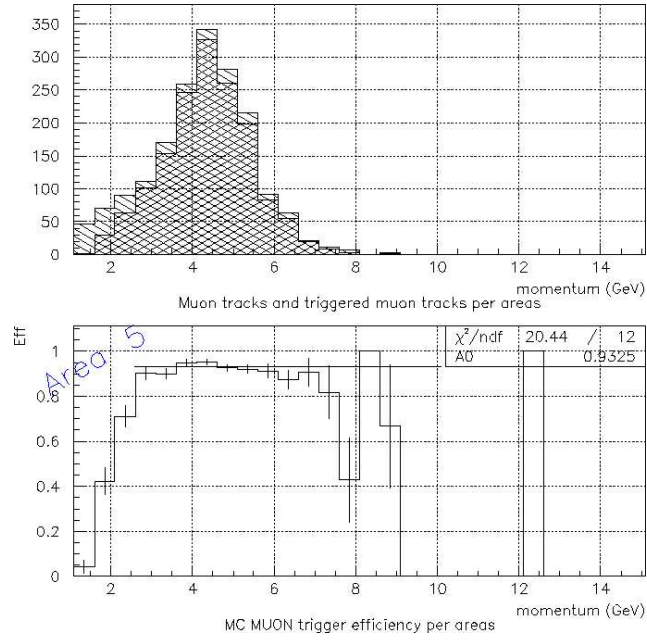 350
300
250
200
150
100
50
0
2 4 6 8 10 12 14
momentum (GeV)
Muon tracks and triggered muon tracks per areas
Eff
Area 5
χ²/ndf 20.44 / 12
A0 0.9325
1
0.8
0.6
0.4
0.2
0
2 4 6 8 10 12 14
momentum (GeV)
MC MUON trigger efficiency per areas